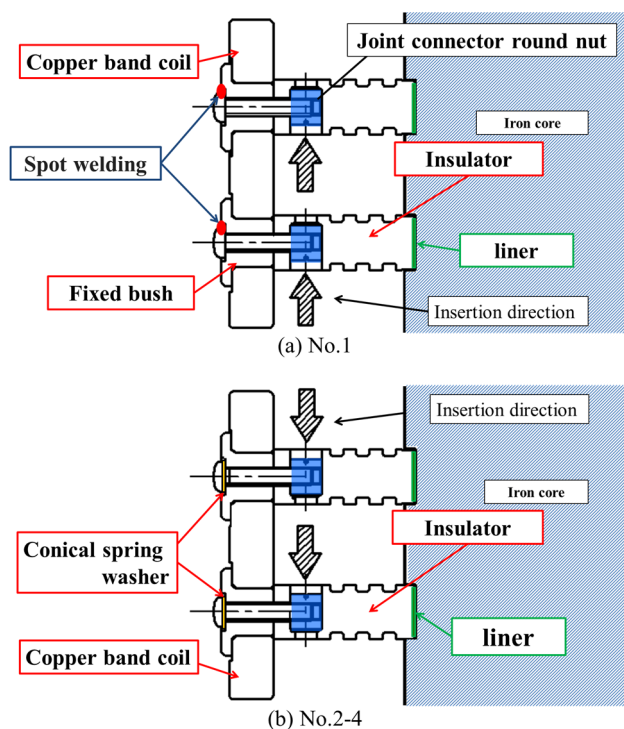 Copper band coil
Joint connector round nut
Iron core
Insulator
Spot welding
liner
Fixed bush
Insertion direction
(a) No.1
Insertion direction
Iron core
Insulator
Conical spring
washer
liner
Copper band coil
(b) No.2-4